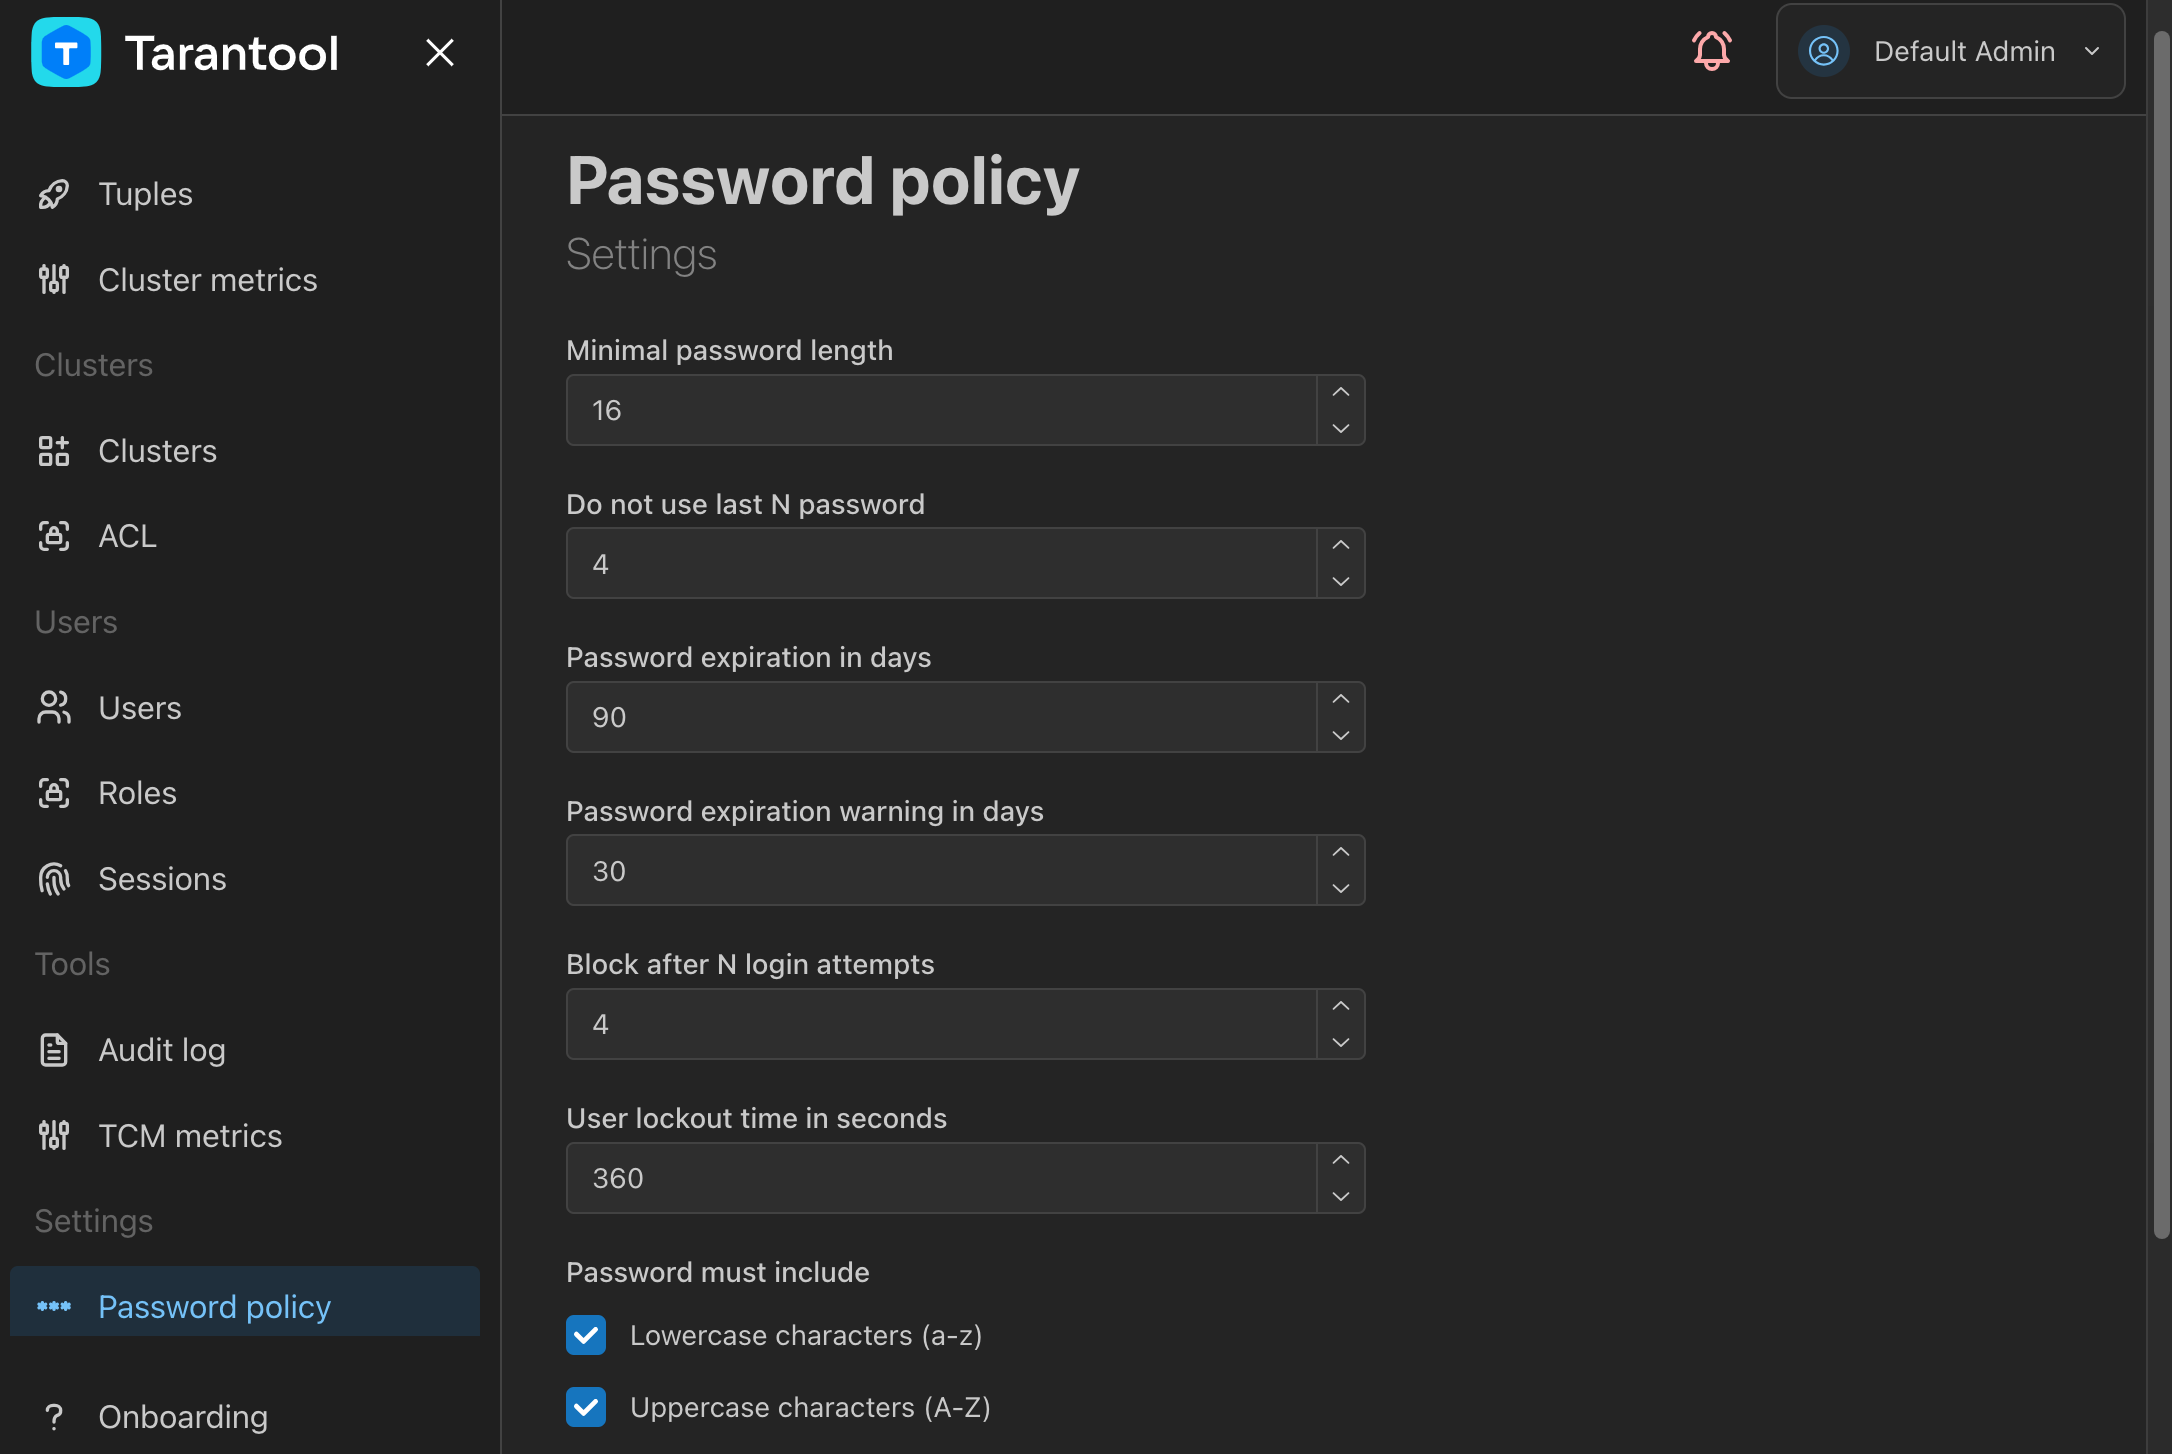 Tarantool
Tuples
Cluster metrics
Clusters
Clusters
ACL
Users
Users
Roles
Sessions
Tools
Audit log
TCM metrics
Settings
Password policy
Onboarding
Default Admin
Password policy
Settings
Minimal password length
16
Do not use last N password
4
Password expiration in days
90
Password expiration warning in days
30
Block after N login attempts
4
User lockout time in seconds
360
Password must include
Lowercase characters (a-z)
Uppercase characters (A-Z)